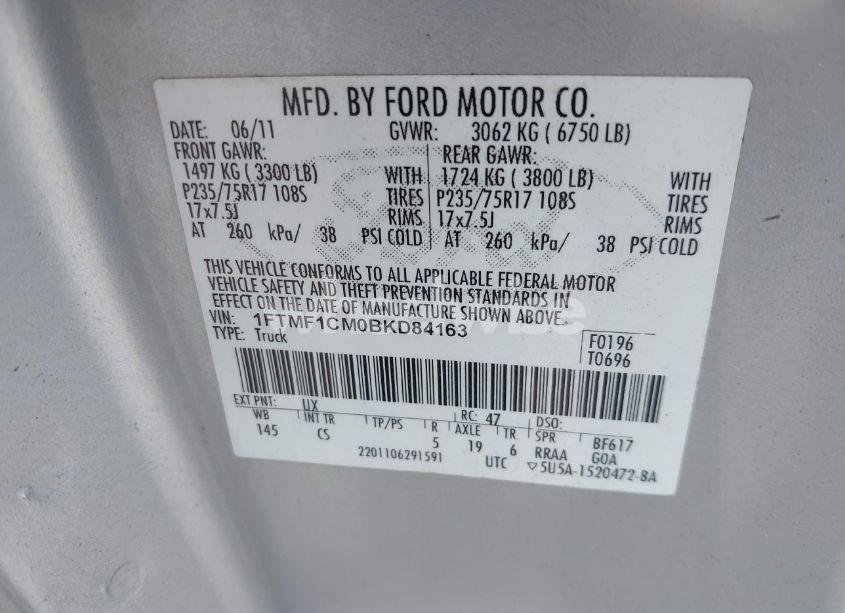 MFD. BY FORD MOTOR CO.
DATE: 06/11 GVWR: 3062 KG ( 6750 LB)
FRONT GAWR: REAR GAWR:
1497 KG ( 3300 LB) WITH 1724 KG ( 3800 LB) WITH
P235/75R17 108S TIRES P235/75R17 108S TIRES
17x7.5J RIMS 17x7.5J RIMS
AT 260 kPa/ 38 PSI COLD AT 260 kPa/ 38 PSI COLD
THIS VEHICLE CONFORMS TO ALL APPLICABLE FEDERAL MOTOR
VEHICLE SAFETY AND THEFT PREVENTION STANDARDS IN
EFFECT ON THE DATE OF MANUFACTURE SHOWN ABOVE.
VIN: 1FTMF1CM0BKD84163
TYPE: Truck
F0196
T0696
EXT PNT: UX RC: 47 DSO:
WB INT TR TP/PS R AXLE TR SPR BF617
145 CS 5 19 6 RRAA GOA
2201106291591 UTC ▽5U5A-1520472-BA